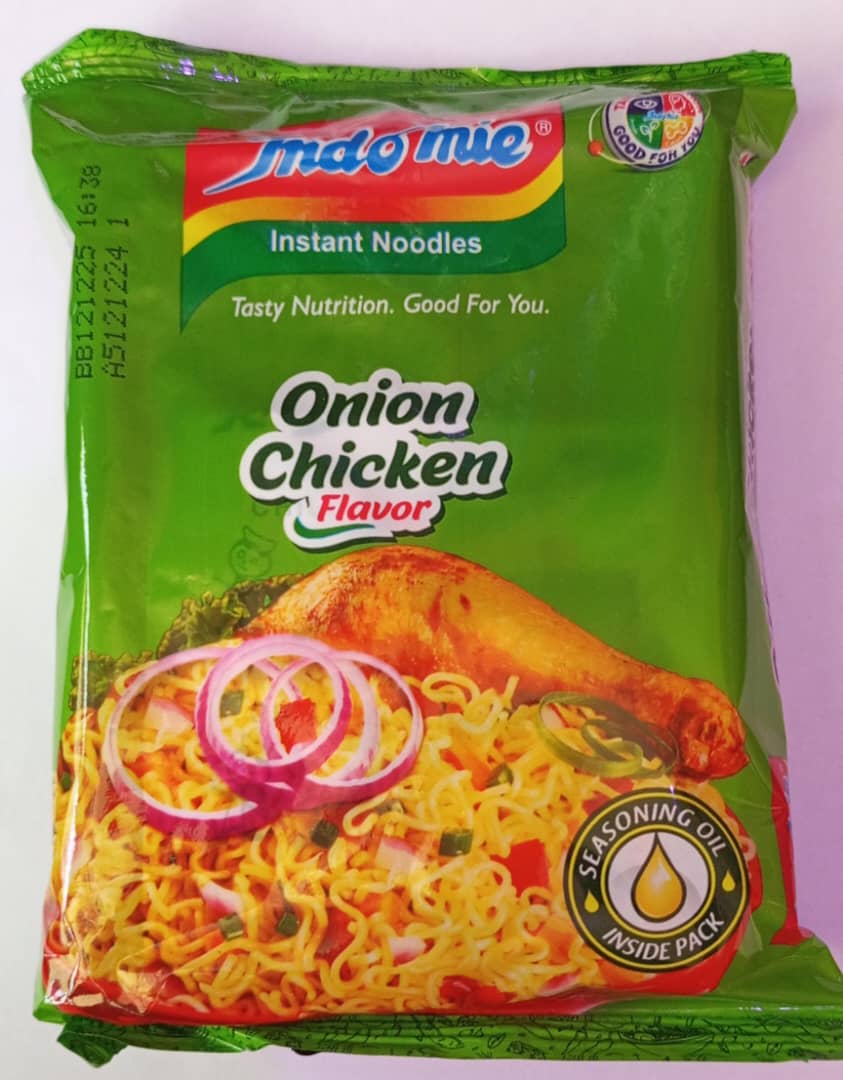 Indomie®
Instant Noodles
Tasty Nutrition. Good For You.
GOOD FOR YOU
BB121225 16:38
A5121224 1
Onion
Chicken
Flavor
SEASONING OIL
INSIDE PACK